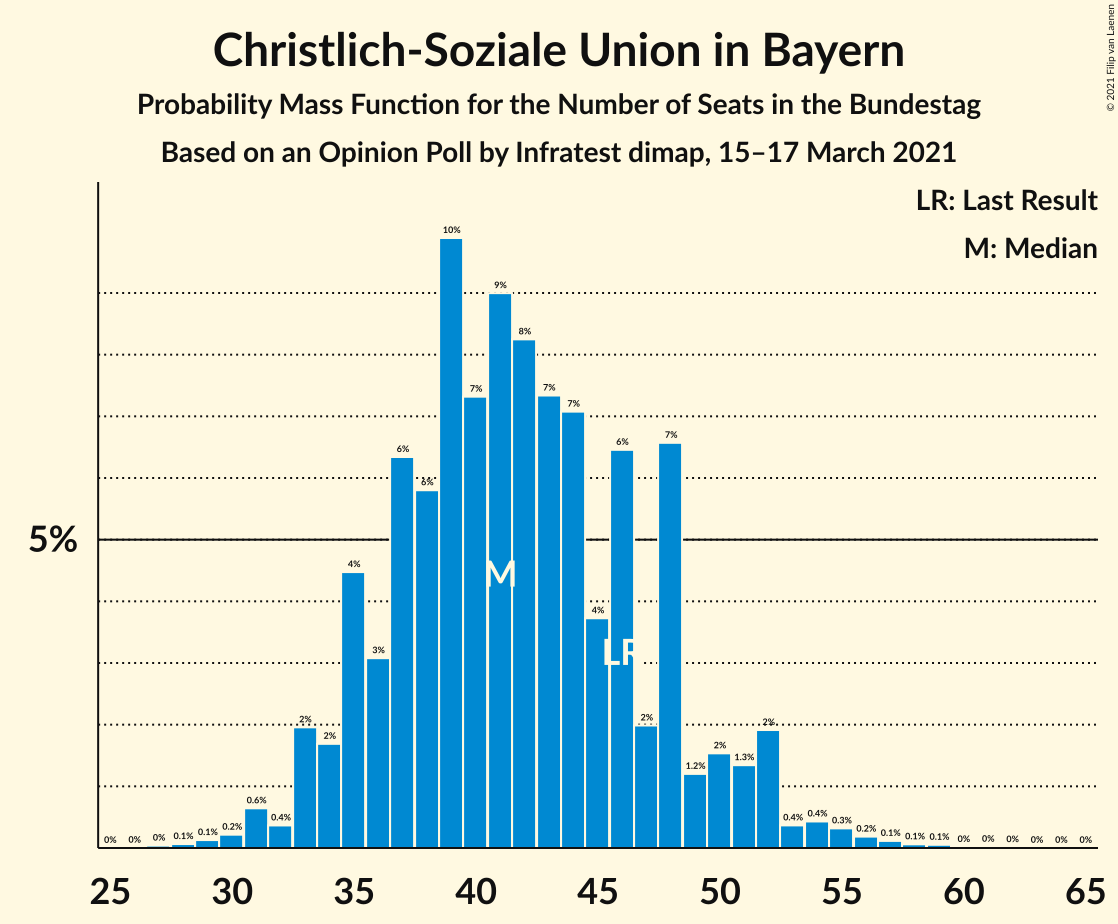 Christlich-Soziale Union in Bayern
Probability Mass Function for the Number of Seats in the Bundestag
Based on an Opinion Poll by Infratest dimap, 15–17 March 2021
© 2021 Filip van Laenen
LR: Last Result
M: Median
5%
0% 0% 0% 0.1% 0.1% 0.2% 0.6% 0.4% 2% 2% 4% 3% 6% 6% 10% 7% 9% 8% 7% 7% 4% 6% 2% 7% 1.2% 2% 1.3% 2% 0.4% 0.4% 0.3% 0.2% 0.1% 0.1% 0.1% 0% 0% 0% 0% 0% 0%
M
LR
25 30 35 40 45 50 55 60 65